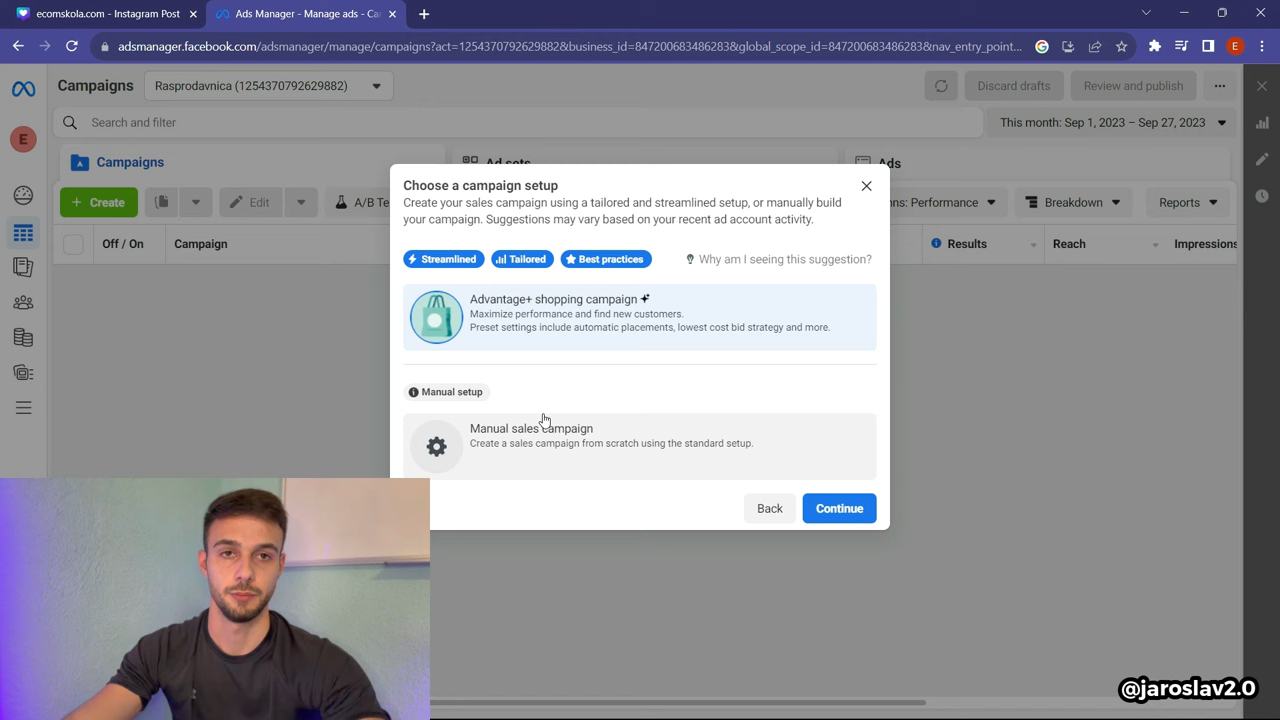 ecomskola.com - Instagram Post
Ads Manager - Manage ads - Ca
adsmanager.facebook.com/adsmanager/manage/campaigns?act=1254370792629882&business_id=847200683486283&global_scope_id=847200683486283&nav_entry_point...
E
Campaigns
Rasprodavnica (1254370792629882)
Discard drafts
Review and publish
Search and filter
This month: Sep 1, 2023 – Sep 27, 2023
E
Campaigns
Ad sets
Ads
+ Create
Edit
A/B Te
ns: Performance
Breakdown
Reports
Off / On
Campaign
Results
Reach
Impressions
Choose a campaign setup
Create your sales campaign using a tailored and streamlined setup, or manually build
your campaign. Suggestions may vary based on your recent ad account activity.
Streamlined
Tailored
Best practices
Why am I seeing this suggestion?
Advantage+ shopping campaign
Maximize performance and find new customers.
Preset settings include automatic placements, lowest cost bid strategy and more.
Manual setup
Manual sales campaign
Create a sales campaign from scratch using the standard setup.
Back
Continue
@jaroslav2.0